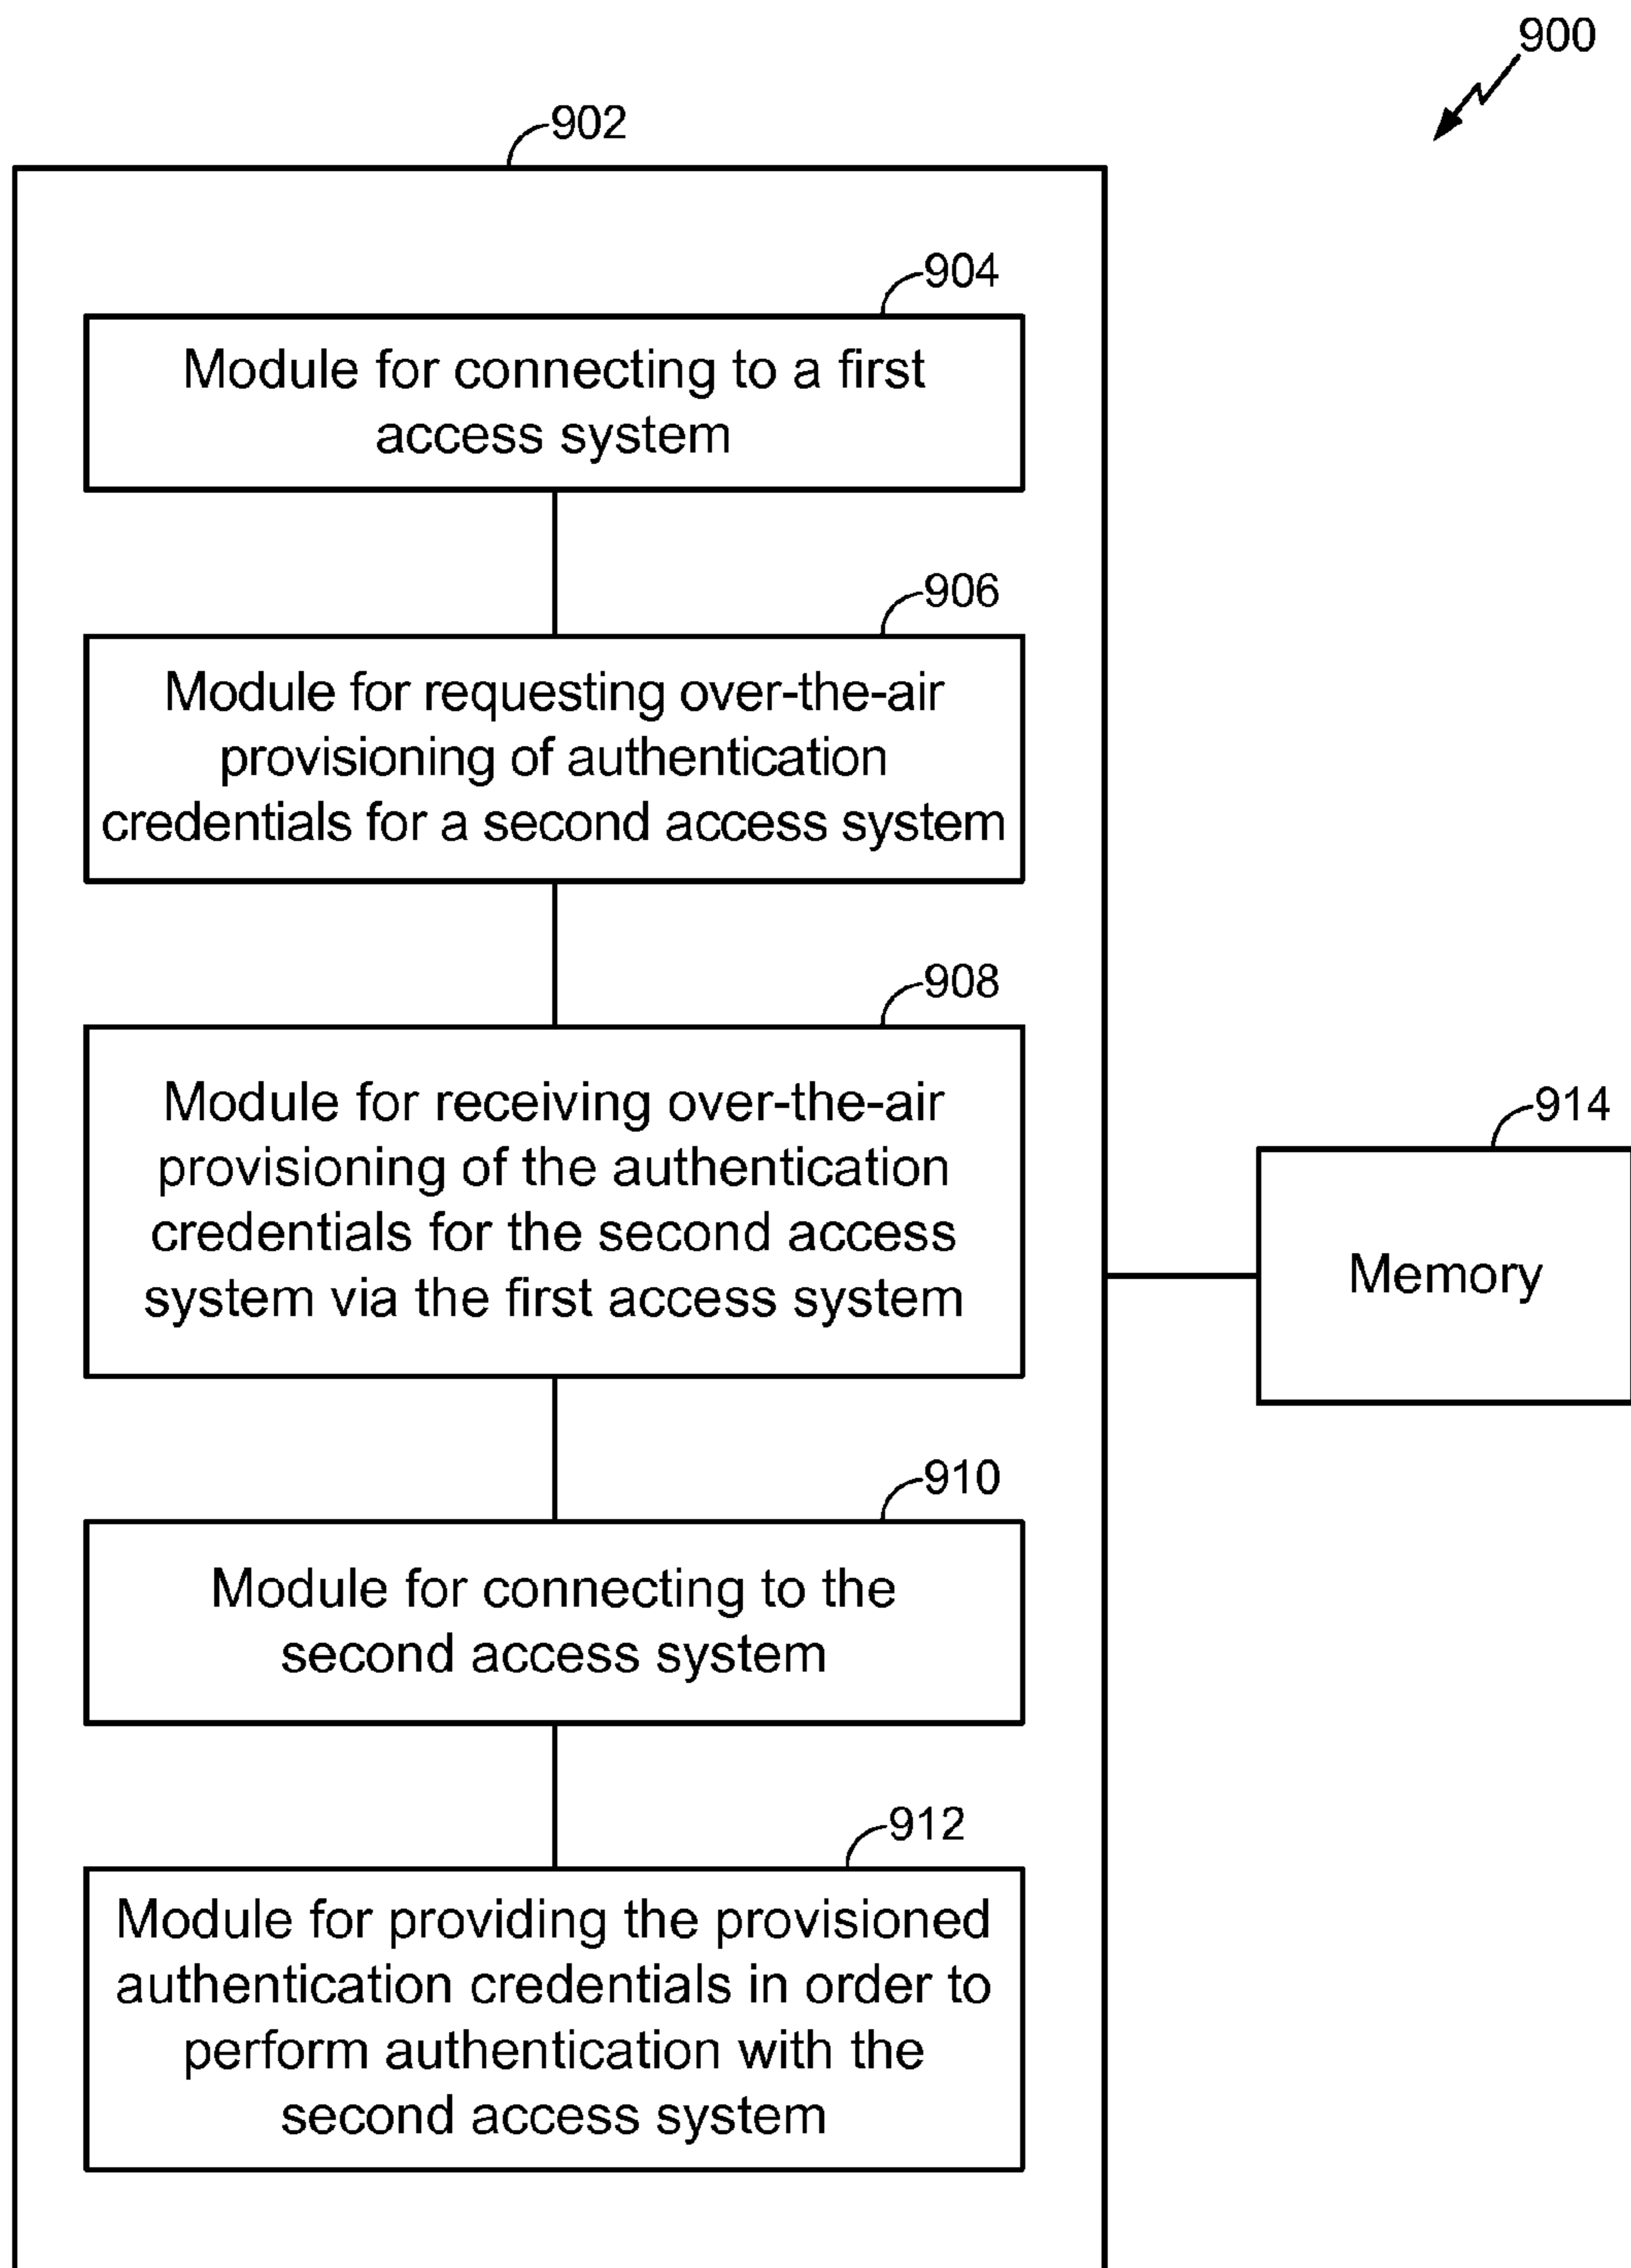 900
902
904
Module for connecting to a first
access system
906
Module for requesting over-the-air
provisioning of authentication
credentials for a second access system
908
Module for receiving over-the-air
provisioning of the authentication
credentials for the second access
system via the first access system
914
Memory
910
Module for connecting to the
second access system
912
Module for providing the provisioned
authentication credentials in order to
perform authentication with the
second access system